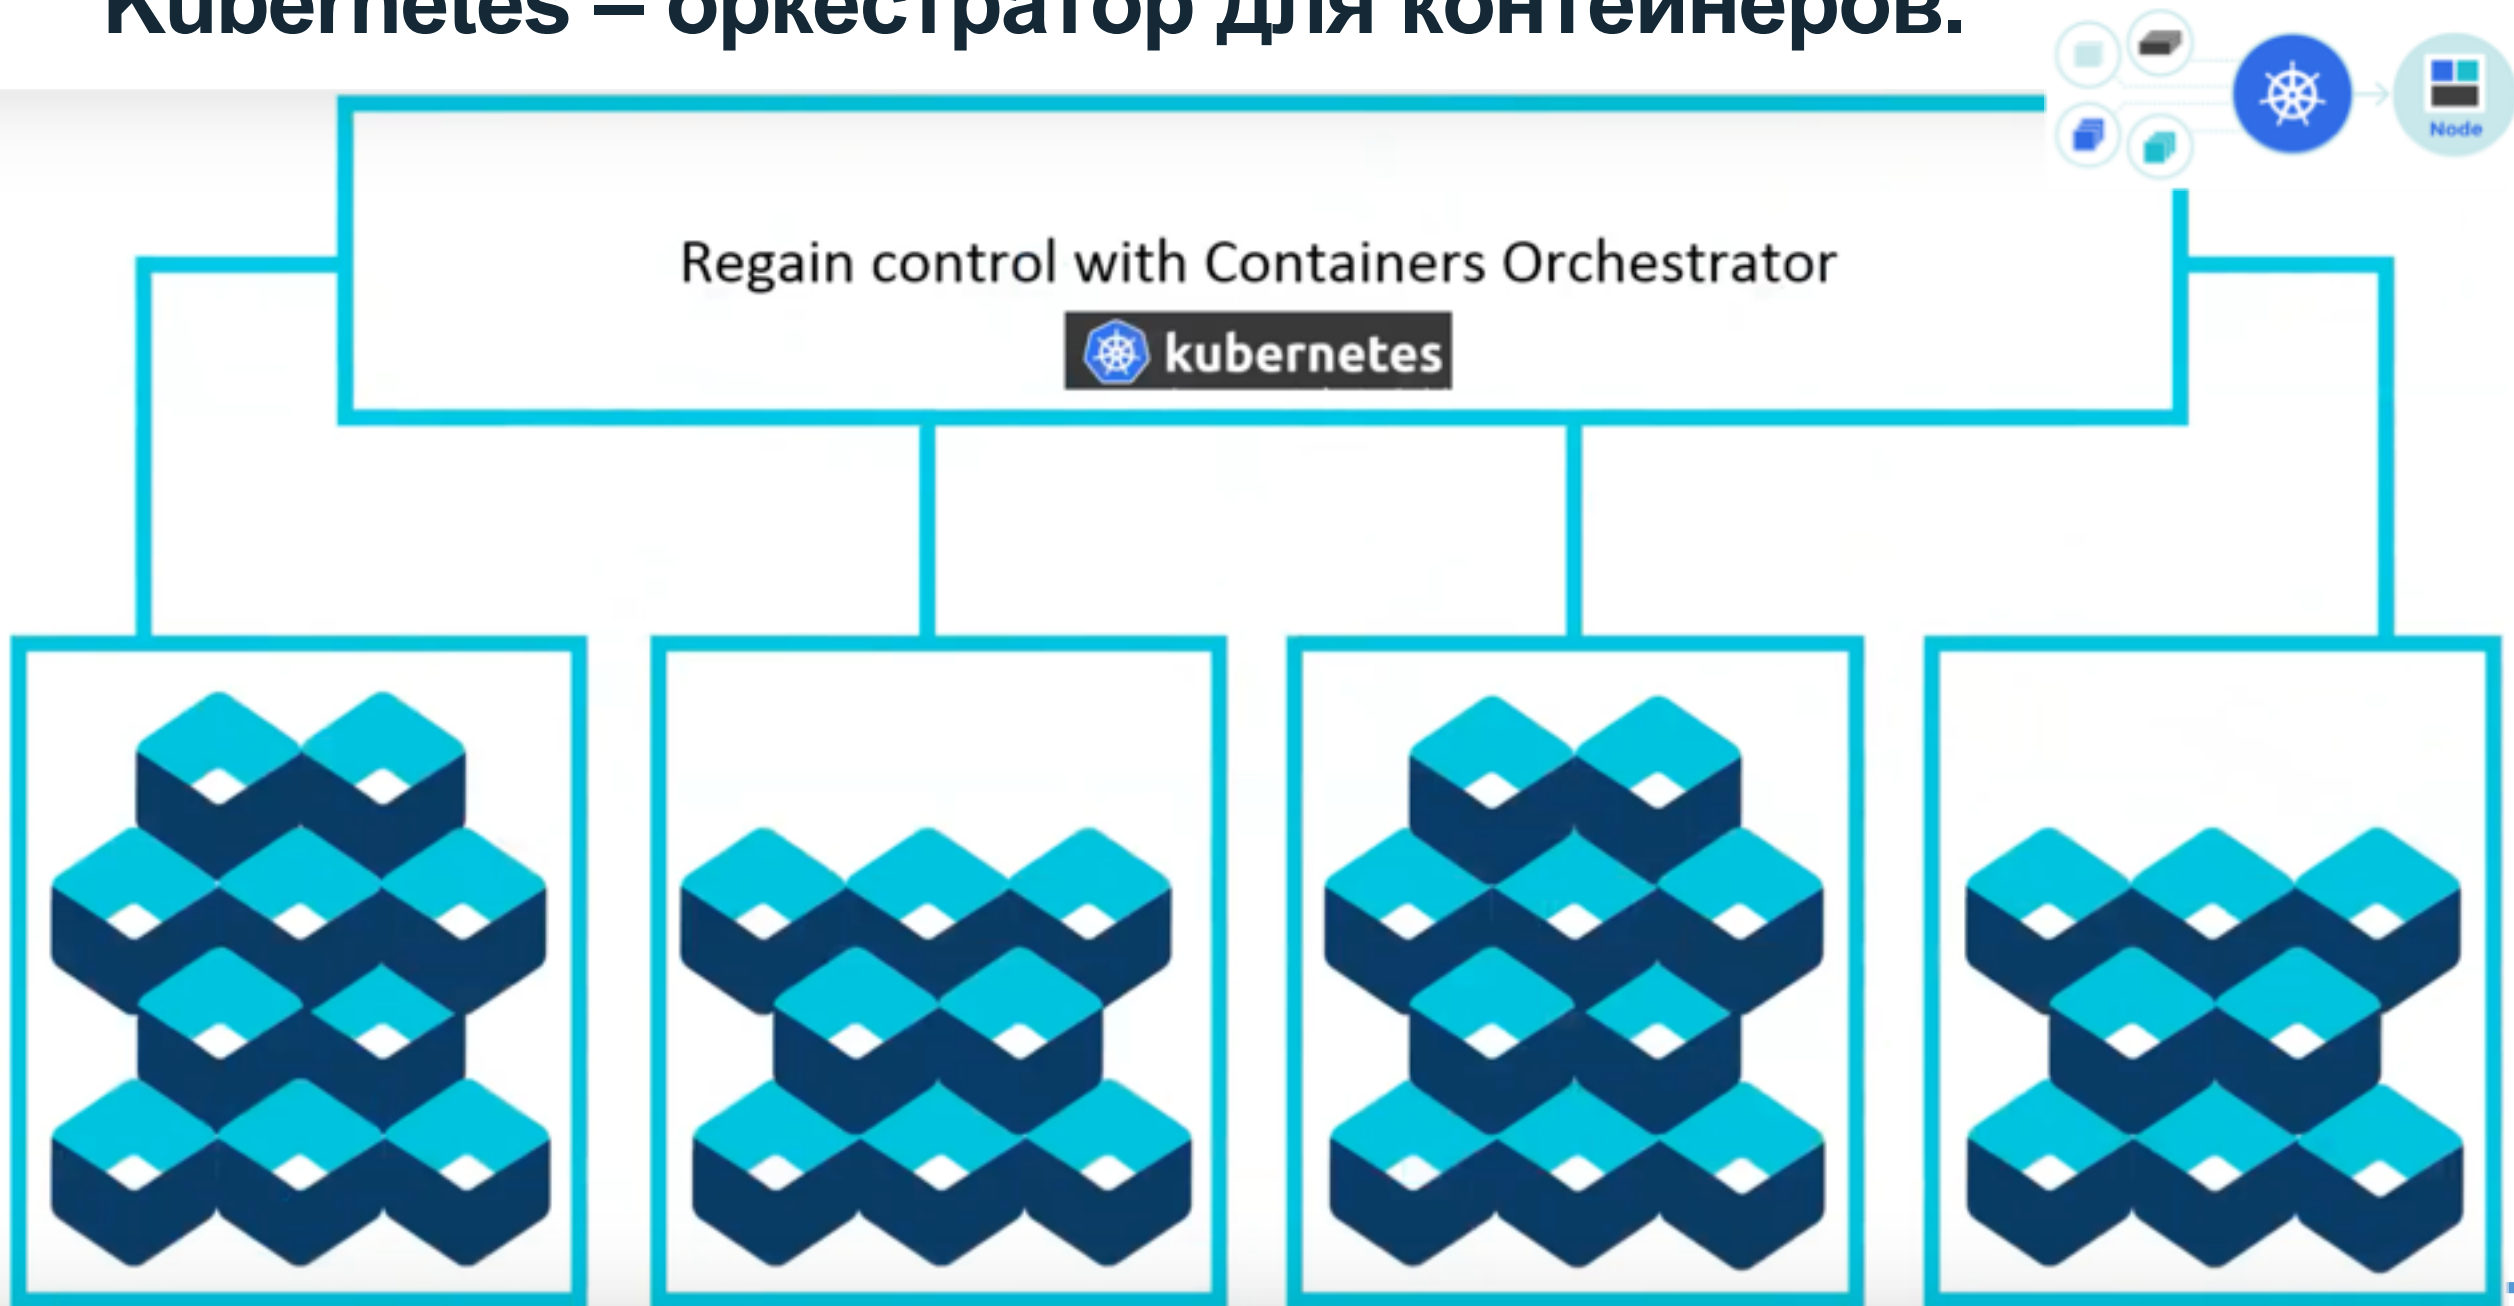 Kubernetes – оркестратор для контейнеров.
Node
Regain control with Containers Orchestrator
kubernetes